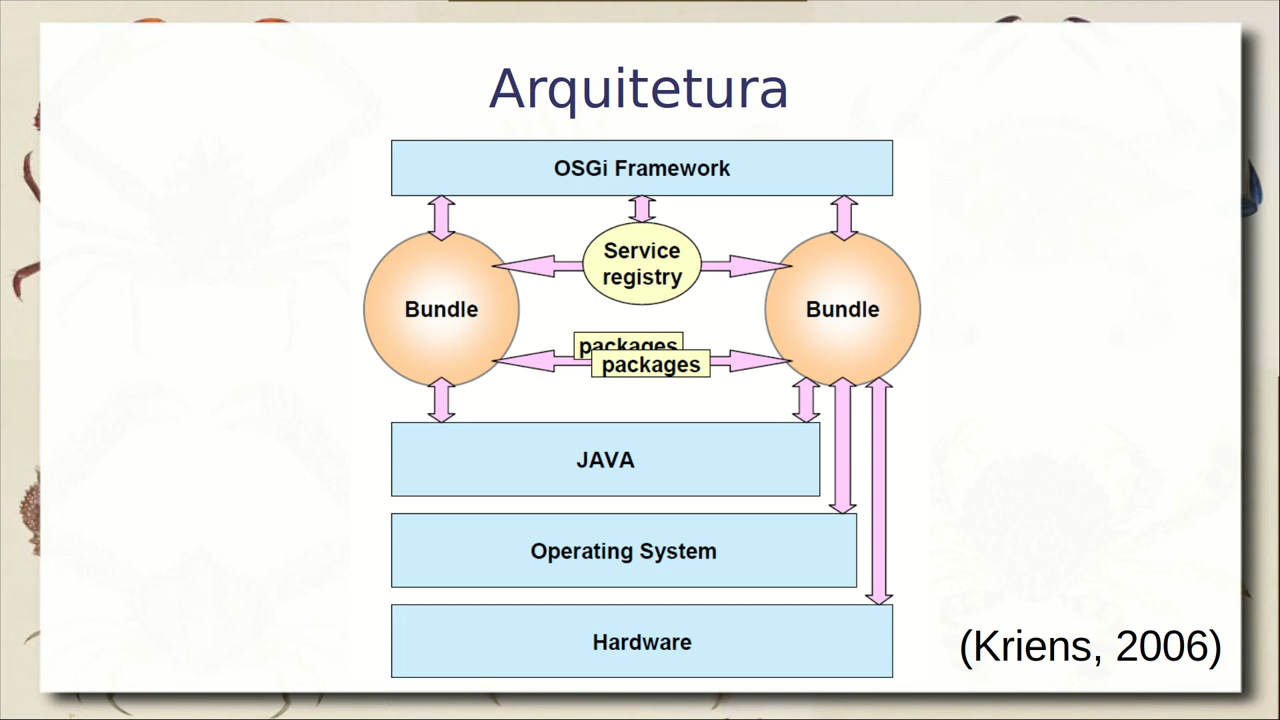 Arquitetura
OSGi Framework
Service
registry
Bundle
Bundle
packages
packages
JAVA
Operating System
Hardware
(Kriens, 2006)